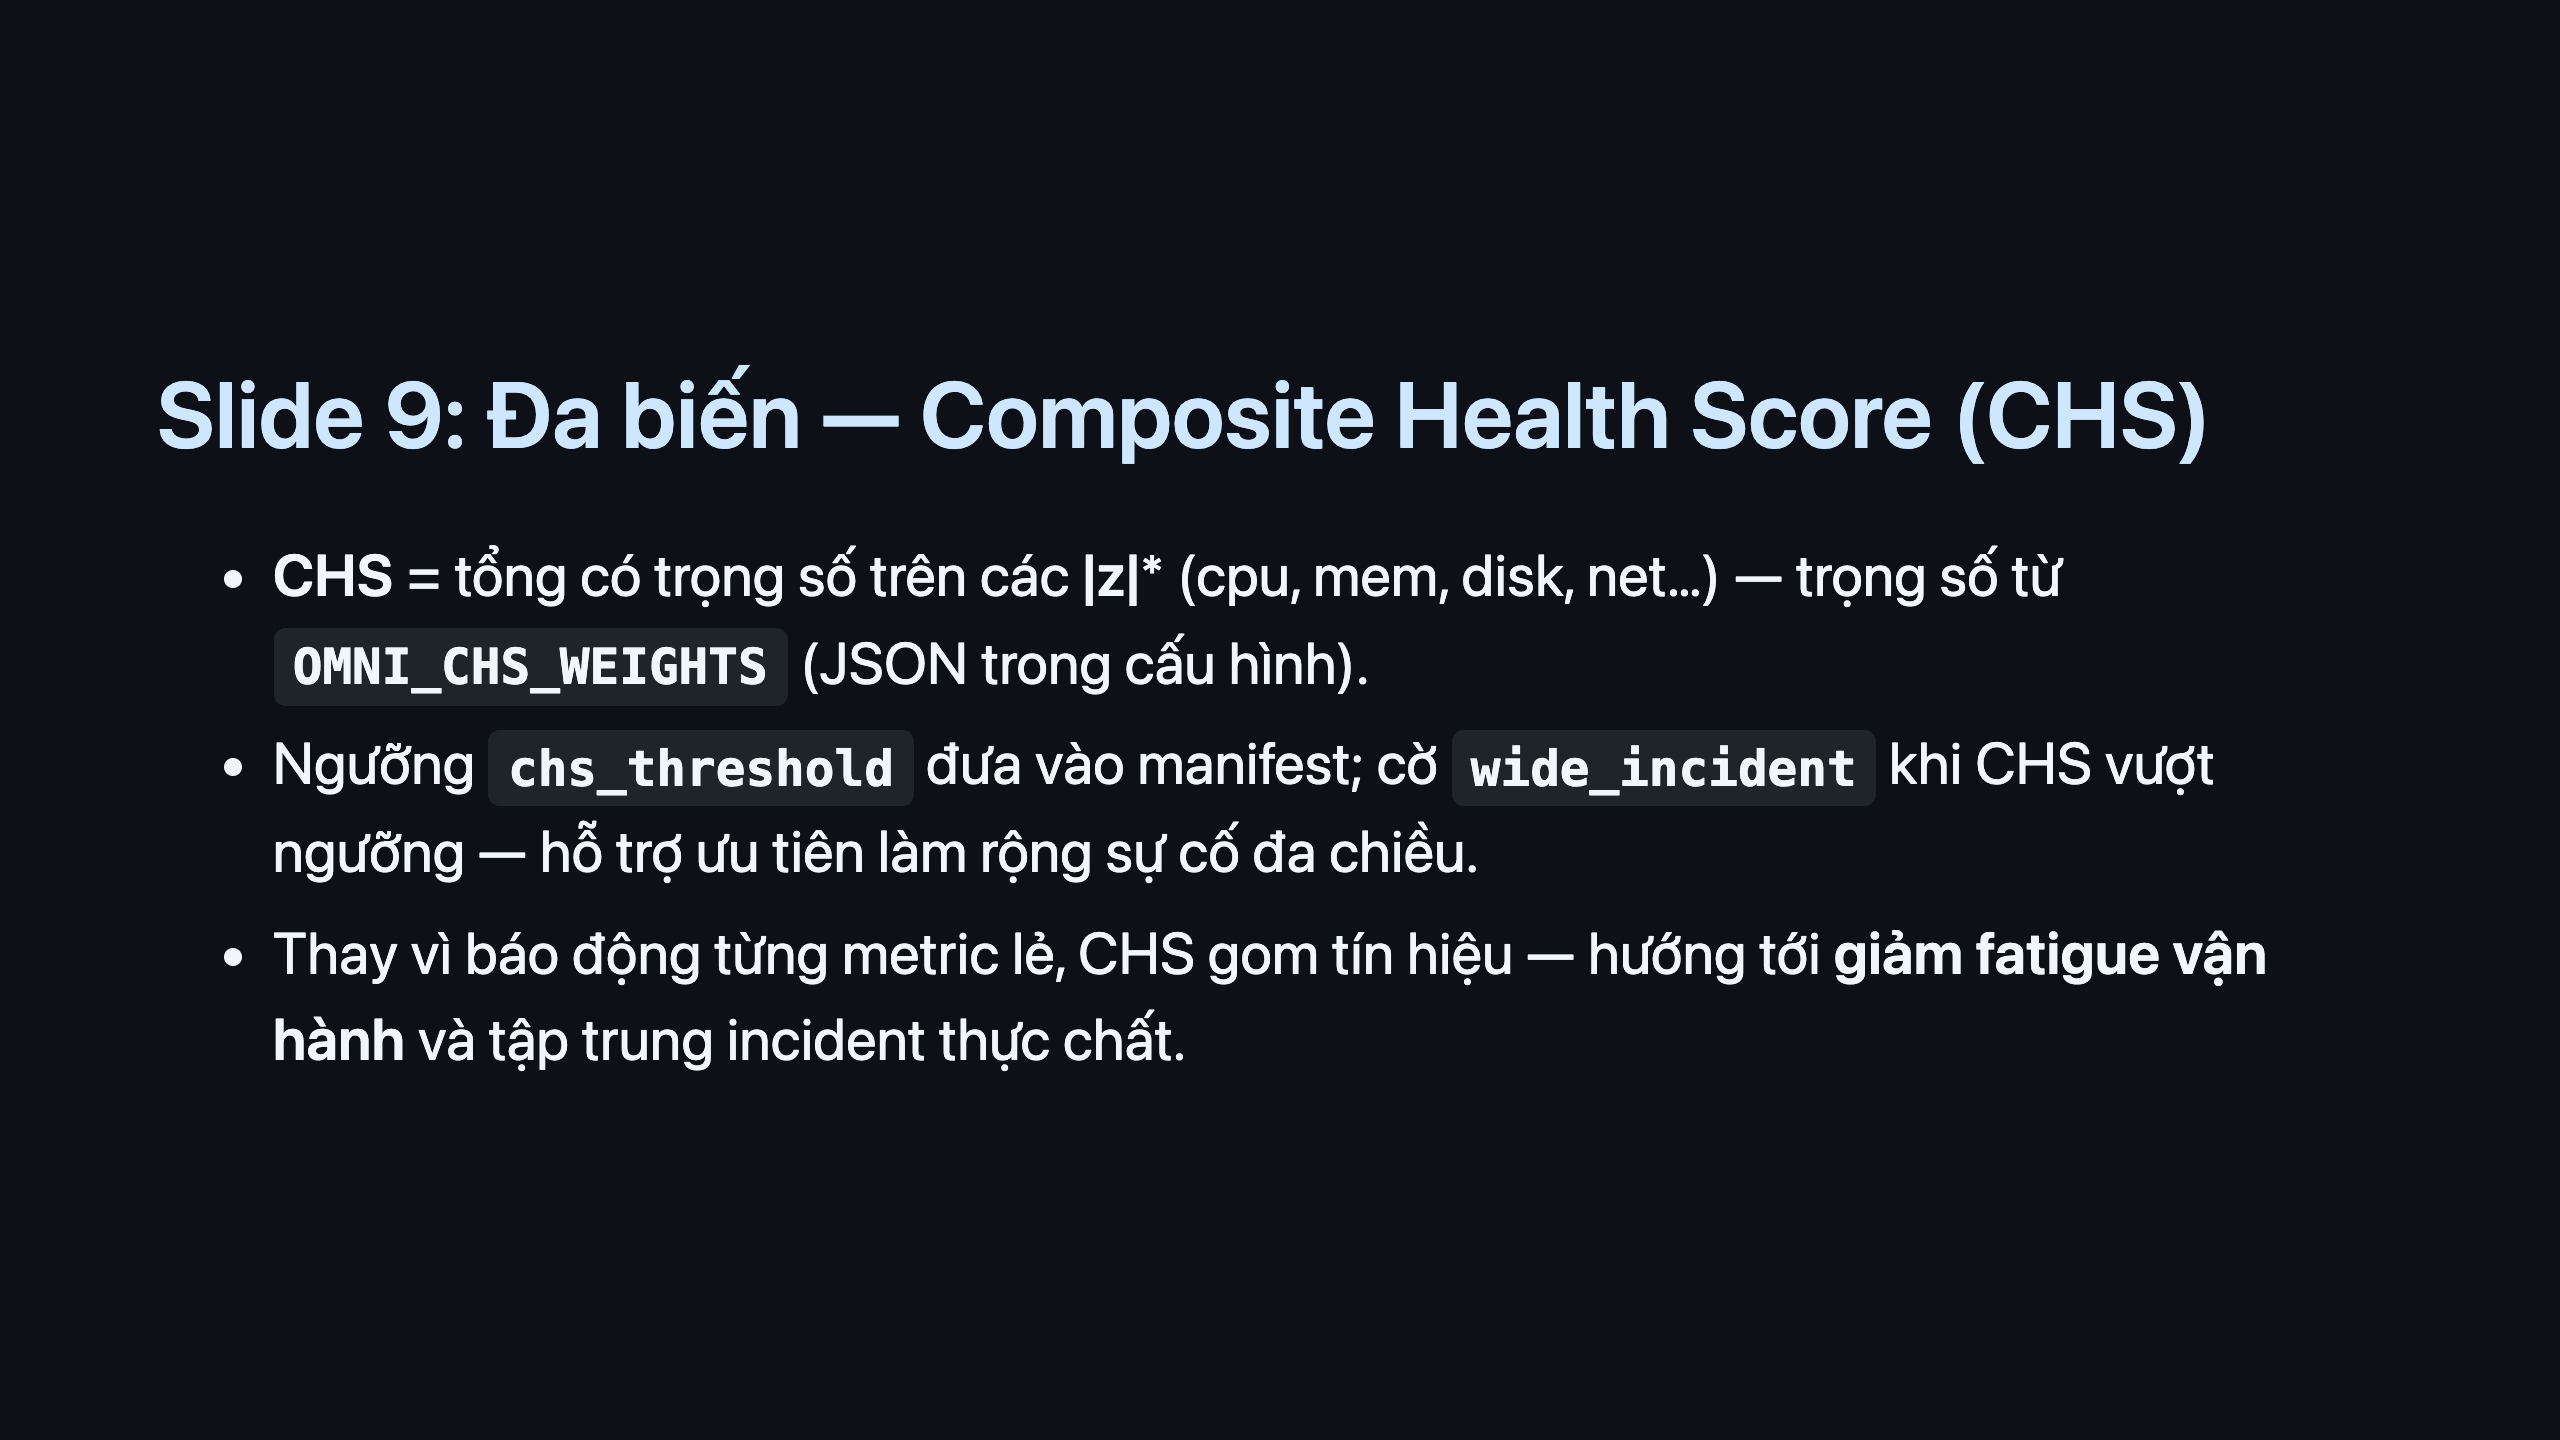 Slide 9: Đa biến — Composite Health Score (CHS)
• CHS = tổng có trọng số trên các |z|* (cpu, mem, disk, net...) — trọng số từ
OMNI_CHS_WEIGHTS (JSON trong cấu hình).
• Ngưỡng chs_threshold đưa vào manifest; cờ wide_incident khi CHS vượt
ngưỡng — hỗ trợ ưu tiên làm rộng sự cố đa chiều.
• Thay vì báo động từng metric lẻ, CHS gom tín hiệu — hướng tới giảm fatigue vận
hành và tập trung incident thực chất.